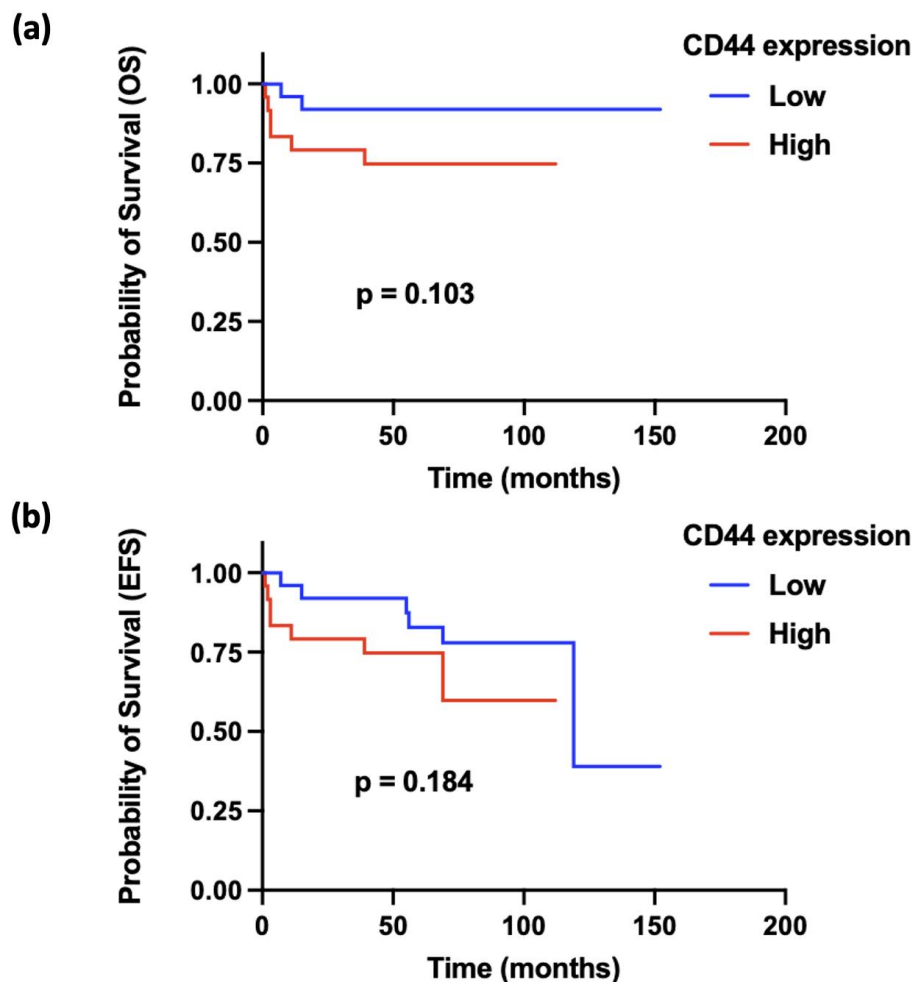 (a)
Probability of Survival (OS)
1.00
0.75
0.50
0.25
0.00
0 50 100 150 200
Time (months)
p = 0.103
CD44 expression
Low
High
(b)
Probability of Survival (EFS)
1.00
0.75
0.50
0.25
0.00
0 50 100 150 200
Time (months)
p = 0.184
CD44 expression
Low
High